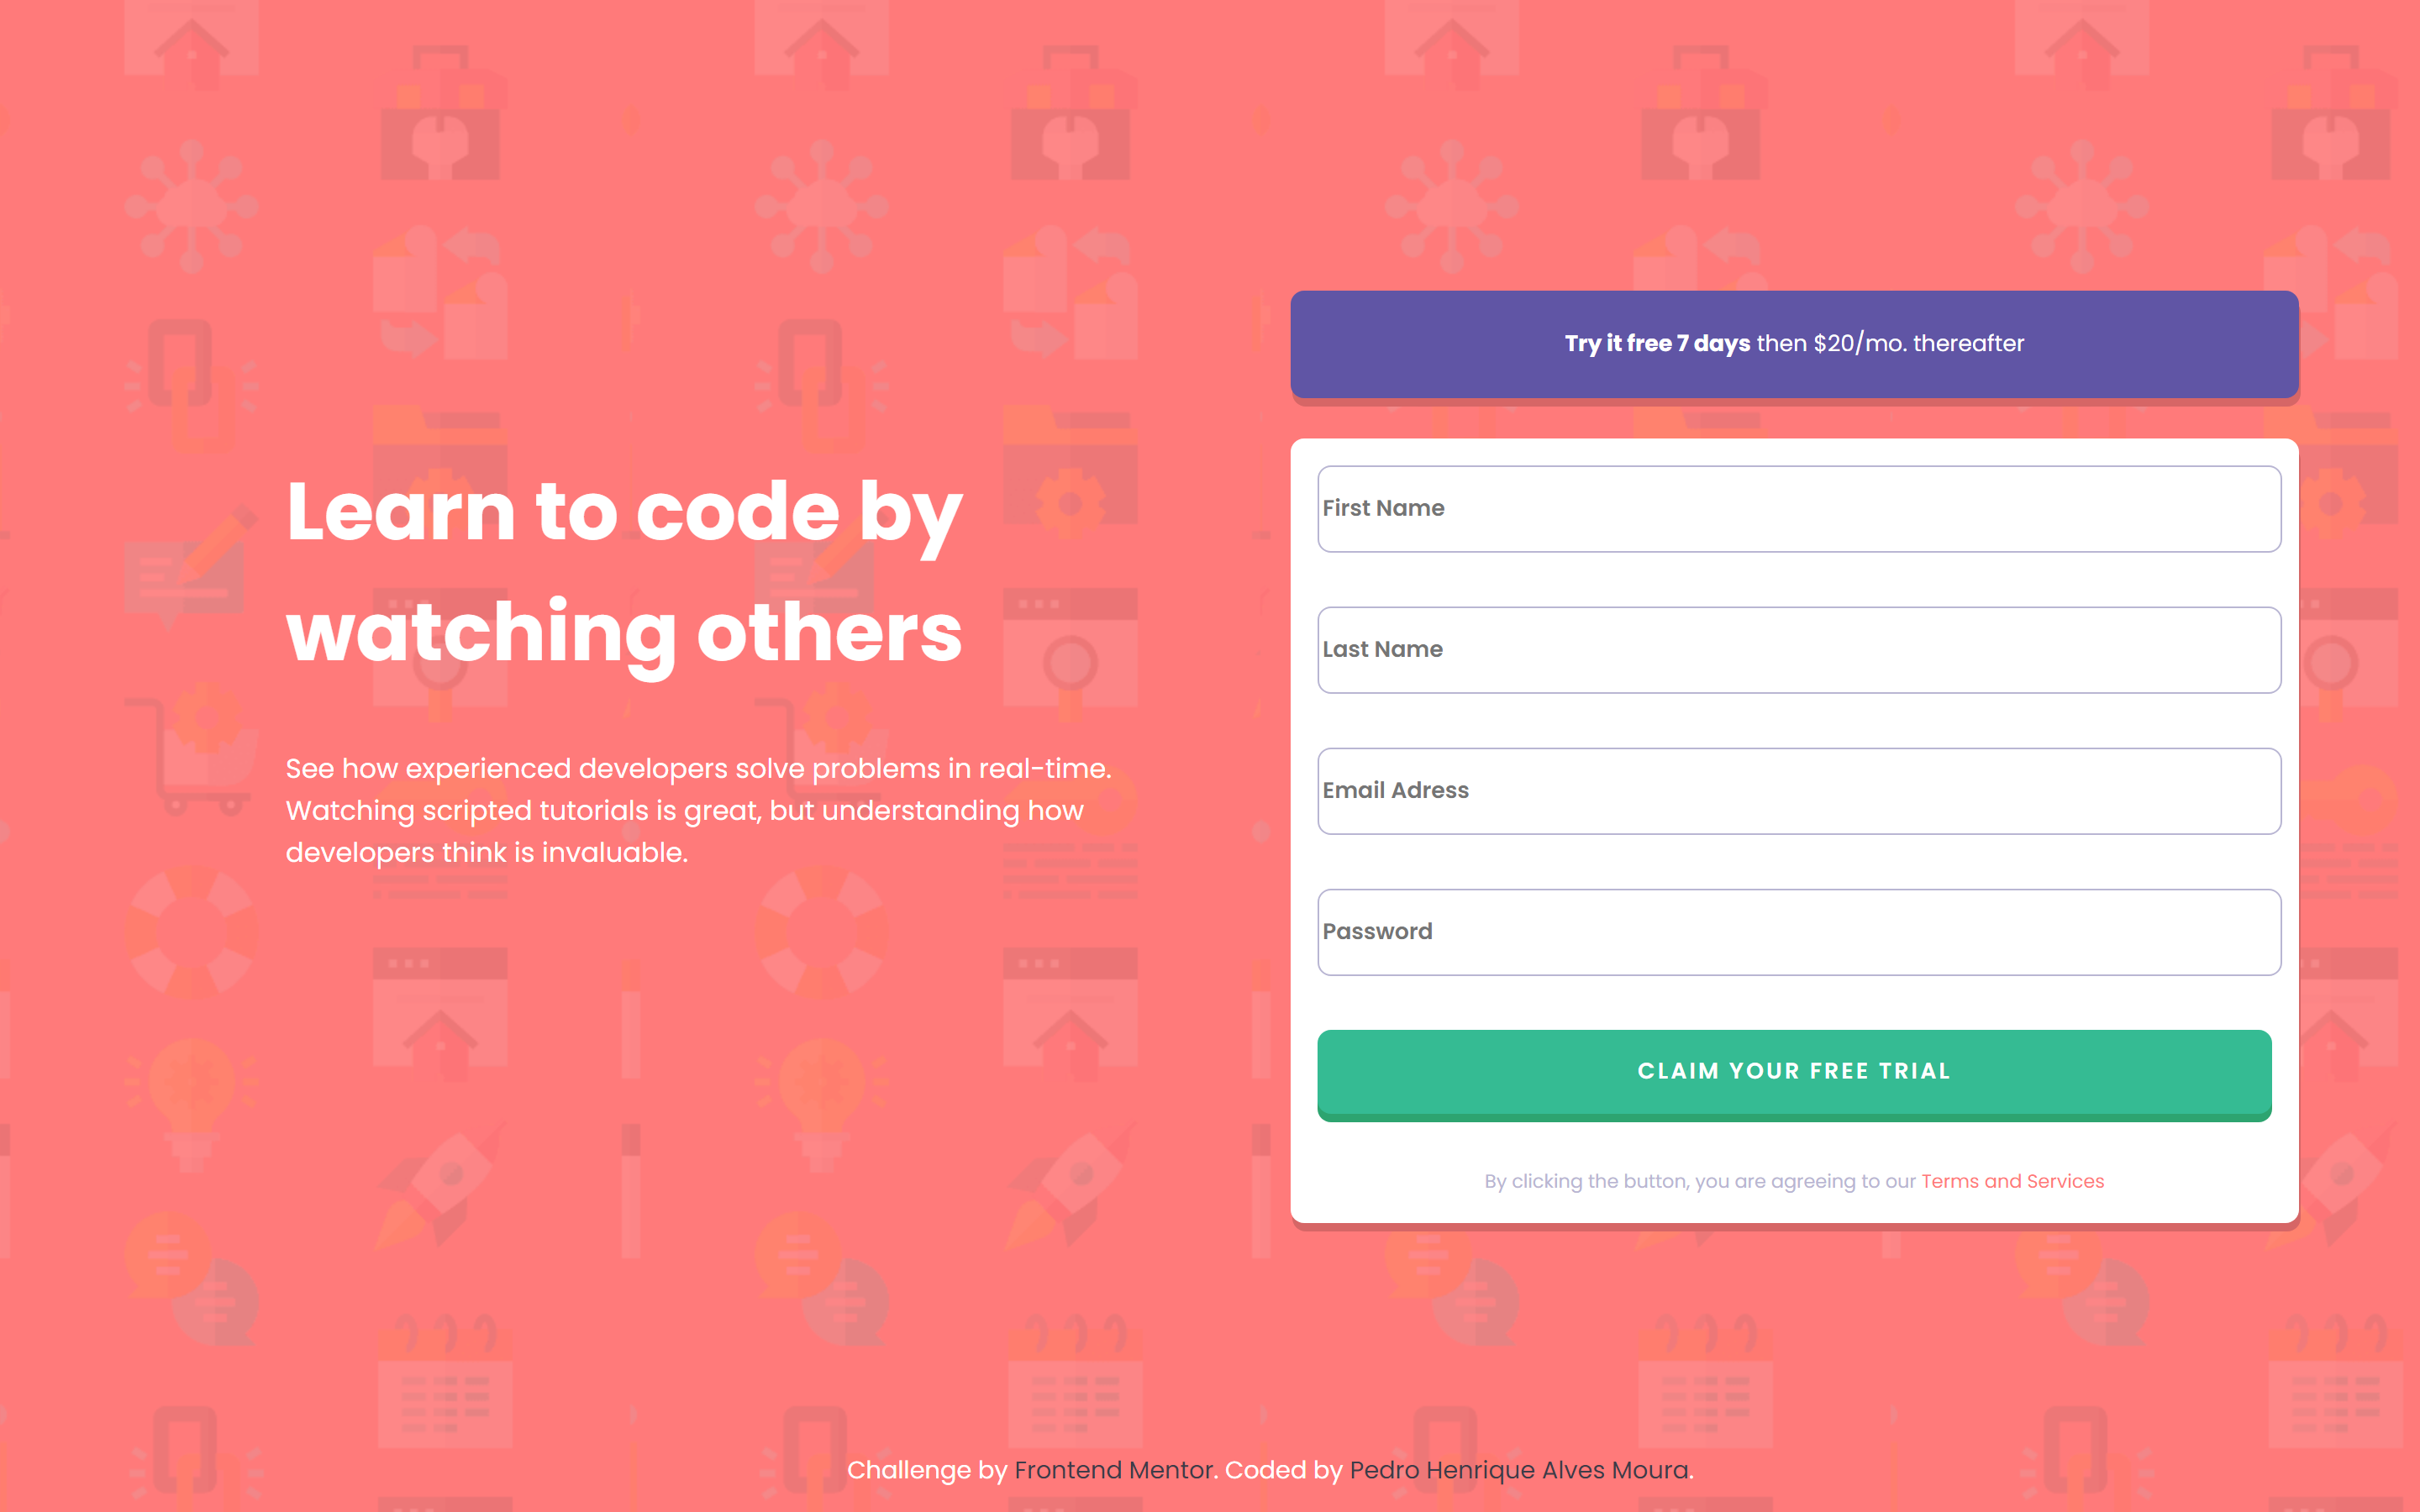 Learn to code by
watching others
See how experienced developers solve problems in real-time.
Watching scripted tutorials is great, but understanding how
developers think is invaluable.
Try it free 7 days then $20/mo. thereafter
First Name
Last Name
Email Adress
Password
CLAIM YOUR FREE TRIAL
By clicking the button, you are agreeing to our Terms and Services
Challenge by Frontend Mentor. Coded by Pedro Henrique Alves Moura.